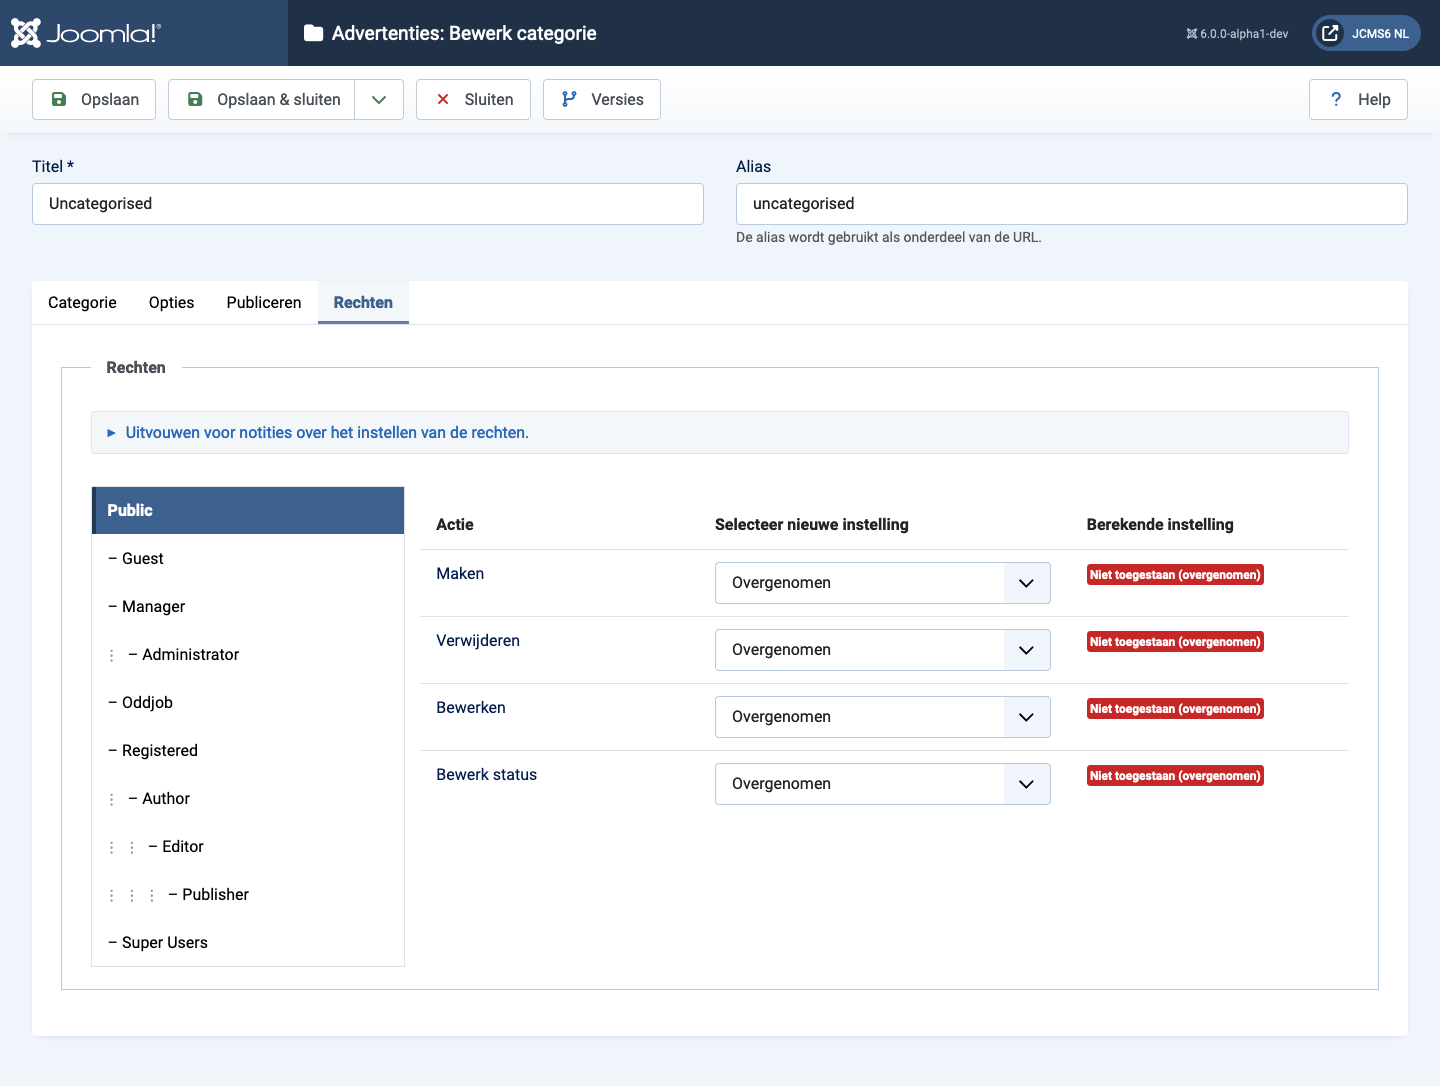 Joomla!®
Advertenties: Bewerk categorie
6.0.0-alpha1-dev
JCMS6 NL
Opslaan
Opslaan & sluiten
Sluiten
Versies
? Help
Titel *
Alias
Uncategorised
uncategorised
De alias wordt gebruikt als onderdeel van de URL.
Categorie
Opties
Publiceren
Rechten
Rechten
Uitvouwen voor notities over het instellen van de rechten.
Public
– Guest
– Manager
– Administrator
– Oddjob
– Registered
– Author
– Editor
– Publisher
– Super Users
Actie
Selecteer nieuwe instelling
Berekende instelling
Maken
Overgenomen
Niet toegestaan (overgenomen)
Verwijderen
Overgenomen
Niet toegestaan (overgenomen)
Bewerken
Overgenomen
Niet toegestaan (overgenomen)
Bewerk status
Overgenomen
Niet toegestaan (overgenomen)